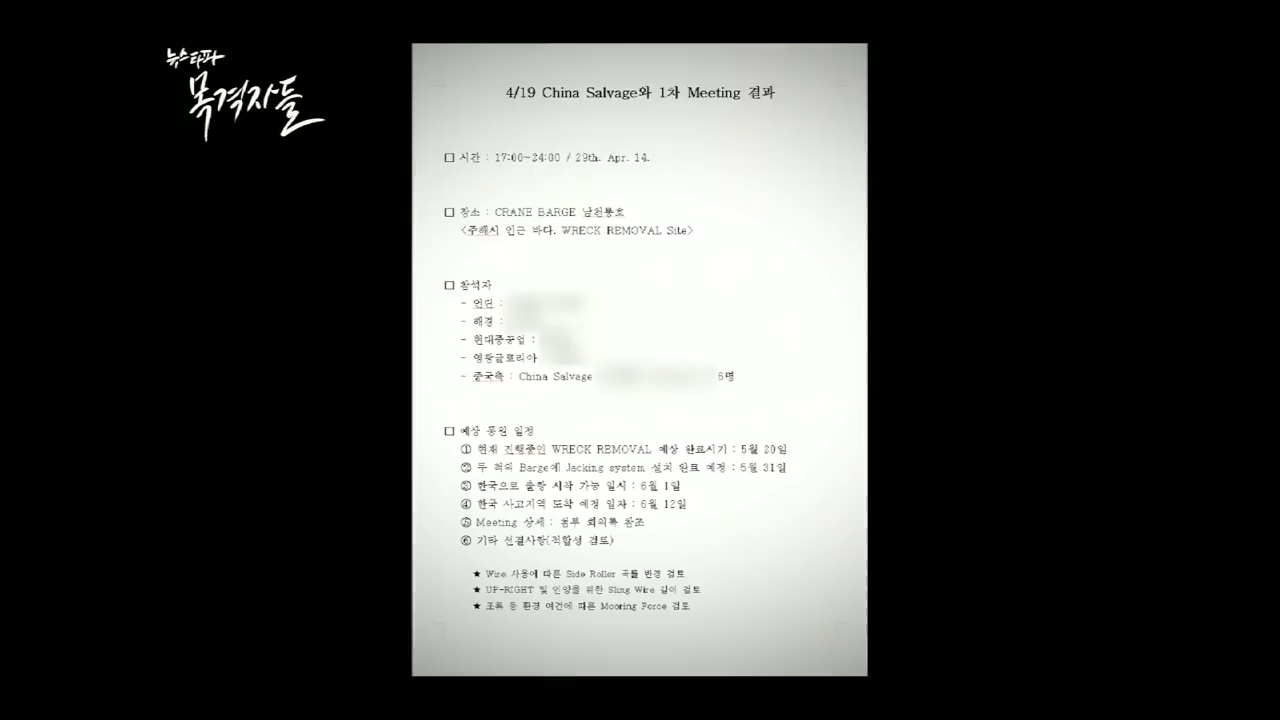 뉴스타파
목격자들
4/19 China Salvage와 1차 Meeting 결과
□ 시간 : 17:00~24:00 / 29th. Apr. 14.
□ 장소 : CRANE BARGE 남천룡호
<주해시 인근 바다. WRECK REMOVAL Site>
□ 참석자
- 언딘 :
- 해경 :
- 현대중공업 :
- 영광글로리아
- 중국측 : China Salvage 6명
□ 예상 동원 일정
① 현재 진행중인 WRECK REMOVAL 예상 완료시기 : 5월 20일
② 두 척의 Barge에 Jacking system 설치 완료 예정 : 5월 31일
③ 한국으로 출항 시작 가능 일시 : 6월 1일
④ 한국 사고지역 도착 예정 일자 : 6월 12일
⑤ Meeting 상세 : 첨부 회의록 참조
⑥ 기타 선결사항(적합성 검토)
★ Wire 사용에 따른 Side Roller 곡률 반경 검토
★ UP-RIGHT 및 인양을 위한 Sling Wire 길이 검토
★ 조류 등 환경 여건에 따른 Mooring Force 검토